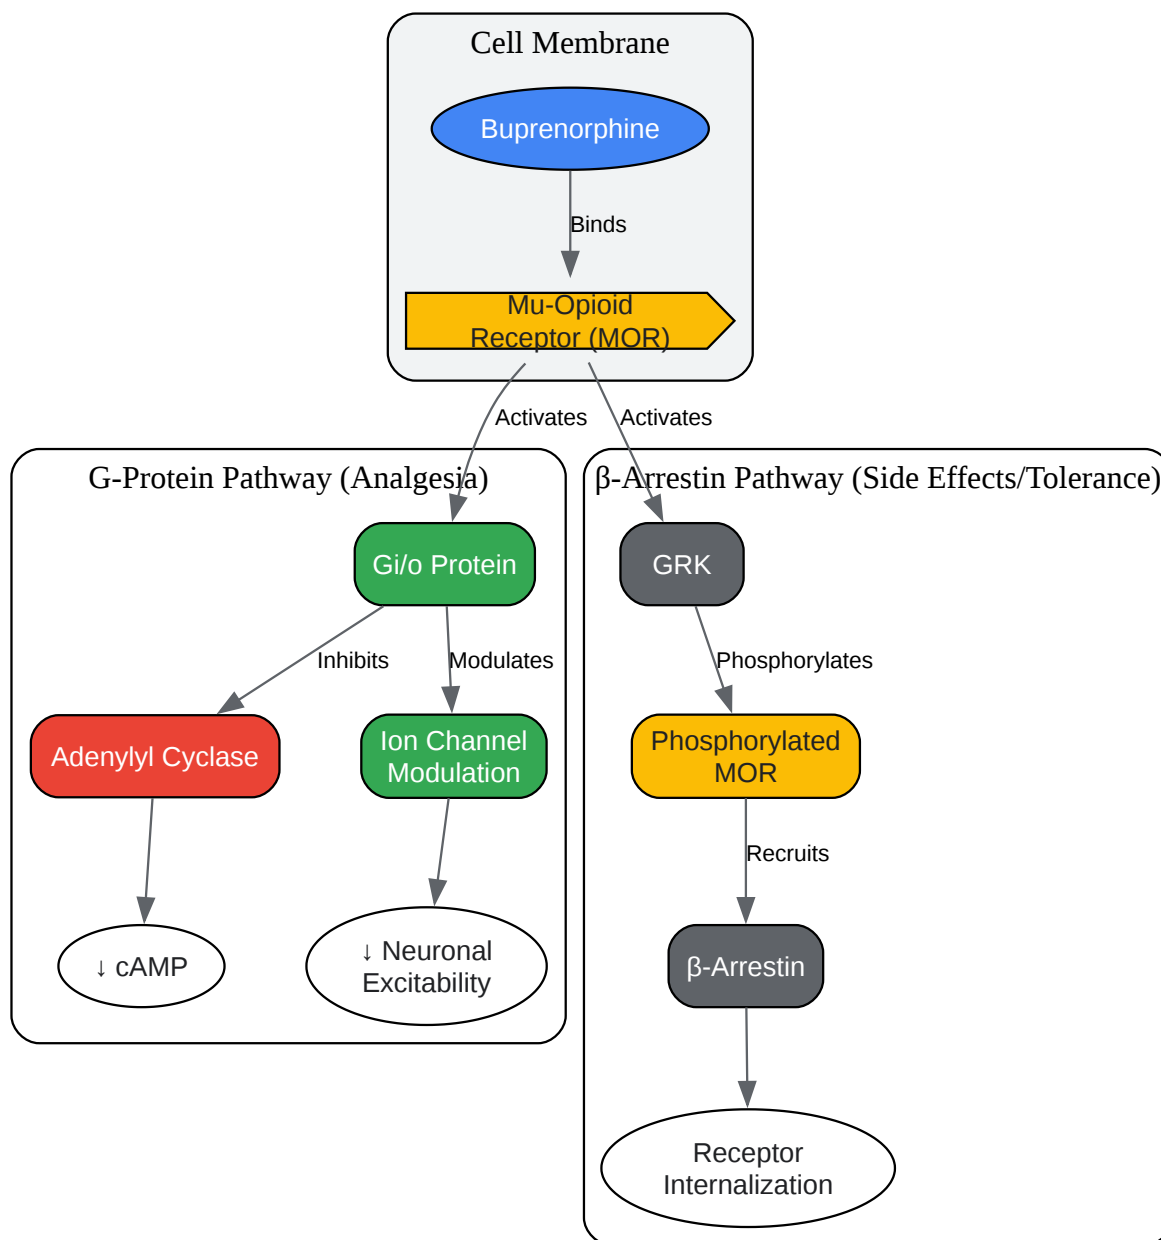 Cell Membrane
Buprenorphine
Binds
Mu-Opioid
Receptor (MOR)
Activates
Activates
G-Protein Pathway (Analgesia)
Gi/o Protein
Inhibits
Modulates
Adenylyl Cyclase
Ion Channel
Modulation
↓ cAMP
↓ Neuronal
Excitability
β-Arrestin Pathway (Side Effects/Tolerance)
GRK
Phosphorylates
Phosphorylated
MOR
Recruits
β-Arrestin
Receptor
Internalization